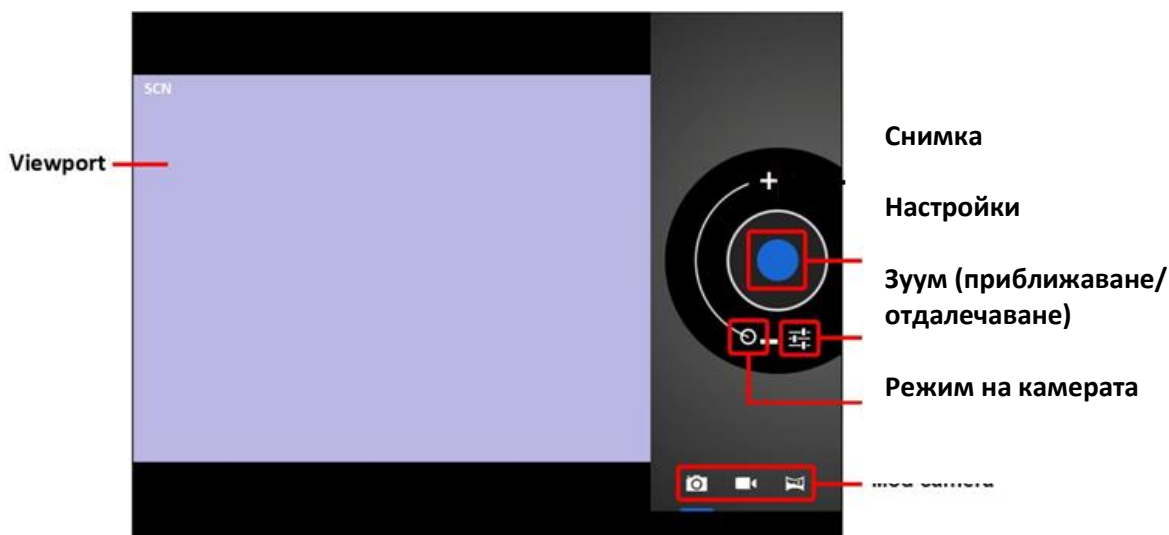 SCN
Viewport
Снимка
Настройки
Зуум (приближаване/
отдалечаване)
Режим на камерата